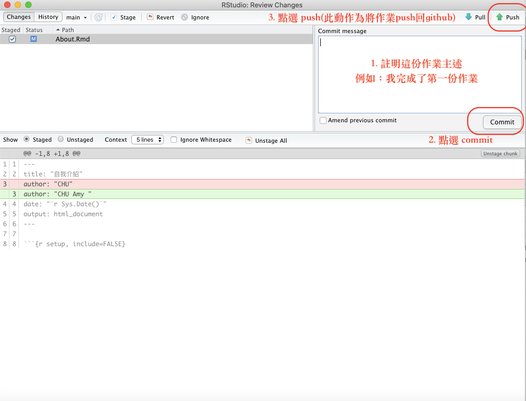 RStudio: Review Changes
Changes History main Stage Revert Ignore Pull Push
3. 點選 push(此動作為將作業push回github)
Staged Status Path
M About.Rmd
Commit message
1. 註明這份作業主述
例如：我完成了第一份作業
Amend previous commit
Commit
2. 點選 commit
Show Staged Unstaged Context 5 lines Ignore Whitespace Unstage All
@@ -1,8 +1,8 @@ Unstage chunk
1 1 ---
2 2 title: "自我介紹"
3 author: "CHU"
3 author: "CHU Amy "
4 4 date: "`r Sys.Date()`"
5 5 output: html_document
6 6 ---
7 7
8 8 ```{r setup, include=FALSE}